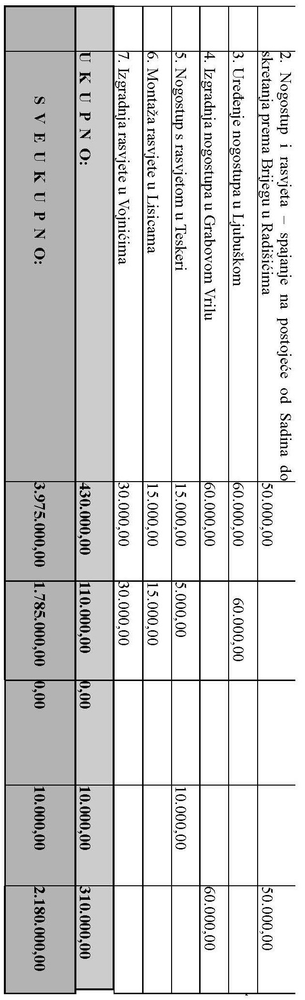 2. Nogostup i rasvjeta – spajanje na postojeće od Sadina do
skretanja prema Brijegu u Radišićima 50.000,00 50.000,00
3. Uređenje nogostupa u Ljubuškom 60.000,00 60.000,00
4. Izgradnja nogostupa u Grabovom Vrilu 60.000,00 60.000,00
5. Nogostup s rasvjetom u Teskeri 15.000,00 5.000,00 10.000,00
6. Montaža rasvjete u Lisicama 15.000,00 15.000,00
7. Izgradnja rasvjete u Vojnićima 30.000,00 30.000,00
U K U P N O: 430.000,00 110.000,00 0,00 10.000,00 310.000,00
S V E U K U P N O: 3.975.000,00 1.785.000,00 0,00 10.000,00 2.180.000,00